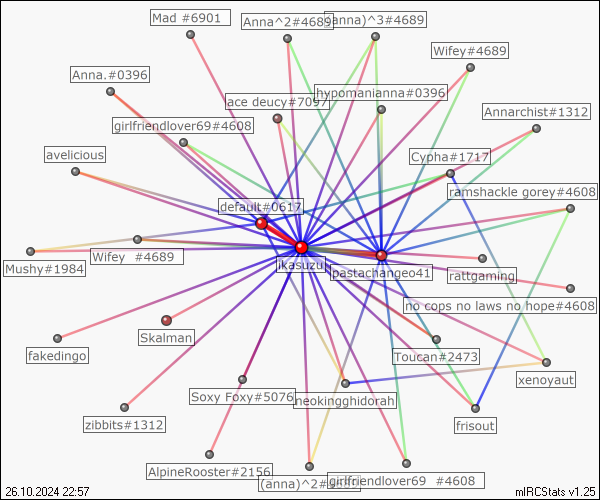 Mad #6901
Anna^2#4689
(anna)^3#4689
Wifey#4689
Anna.#0396
ace deucy#7097
hypomanianna#0396
Annarchist#1312
girlfriendlover69#4608
avelicious
Cypha#1717
ramshackle gorey#4608
default#0617
Mushy#1984
Wifey #4689
jkasuzu
pastachangeo41
rattgaming
no cops no laws no hope#4608
fakedingo
Skalman
Toucan#2473
xenoyaut
Soxy Foxy#5076
neokingghidorah
zibbits#1312
frisout
AlpineRooster#2156
(anna)^2#4689
girlfriendlover69 #4608
26.10.2024 22:57
mIRCStats v1.25